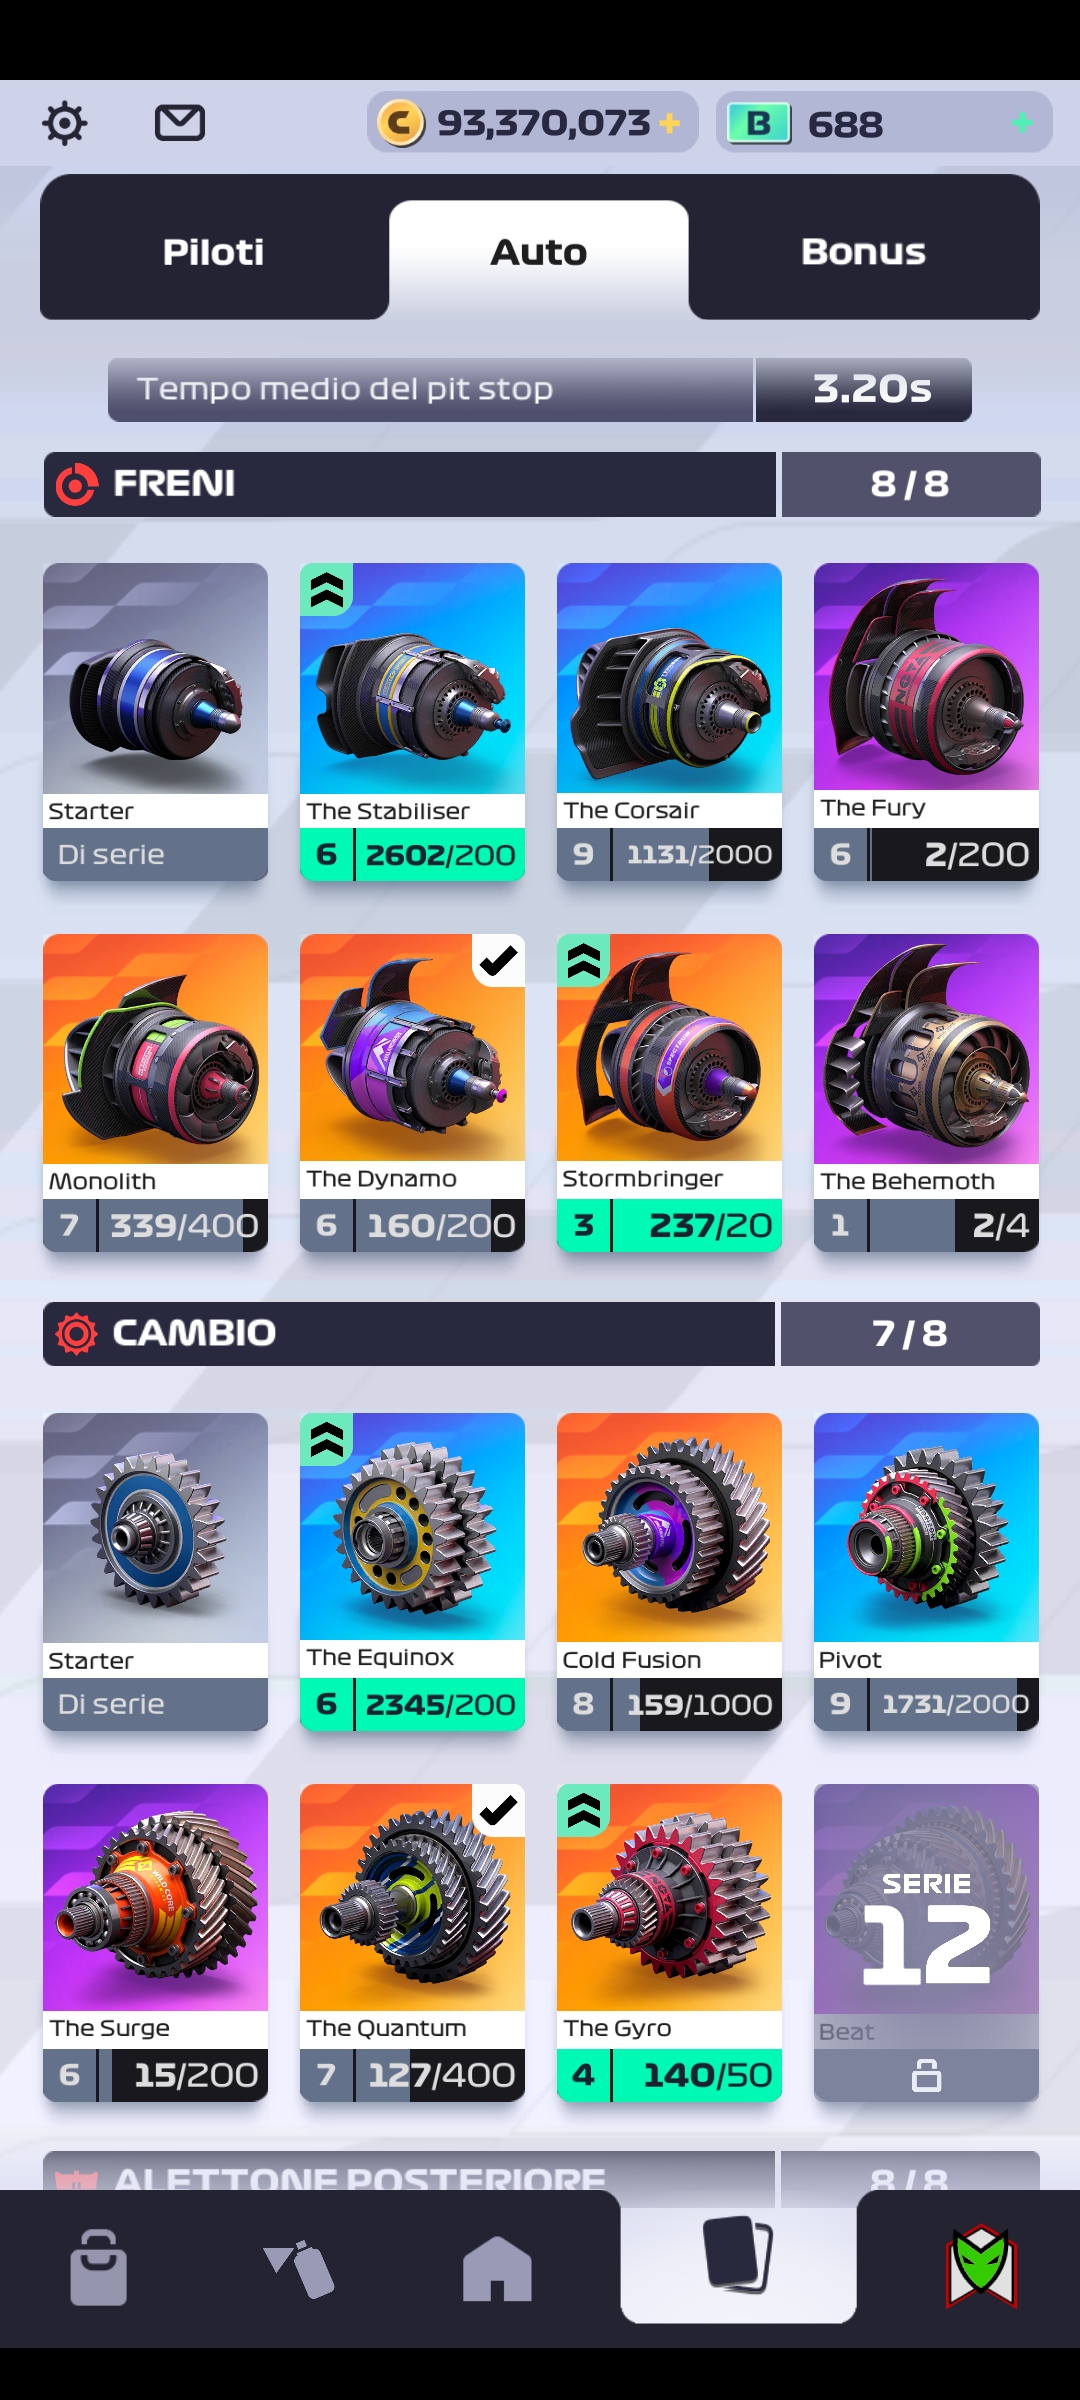 C 93,370,073 +
B 688 +
Piloti Auto Bonus
Tempo medio del pit stop 3.20s
FRENI 8/8
Starter The Stabiliser The Corsair The Fury
Di serie 6 2602/200 9 1131/2000 6 2/200
Monolith The Dynamo Stormbringer The Behemoth
7 339/400 6 160/200 3 237/20 1 2/4
CAMBIO 7/8
Starter The Equinox Cold Fusion Pivot
Di serie 6 2345/200 8 159/1000 9 1731/2000
SERIE
12
The Surge The Quantum The Gyro Beat
6 15/200 7 127/400 4 140/50
ALETTONE POSTERIORE 8/8